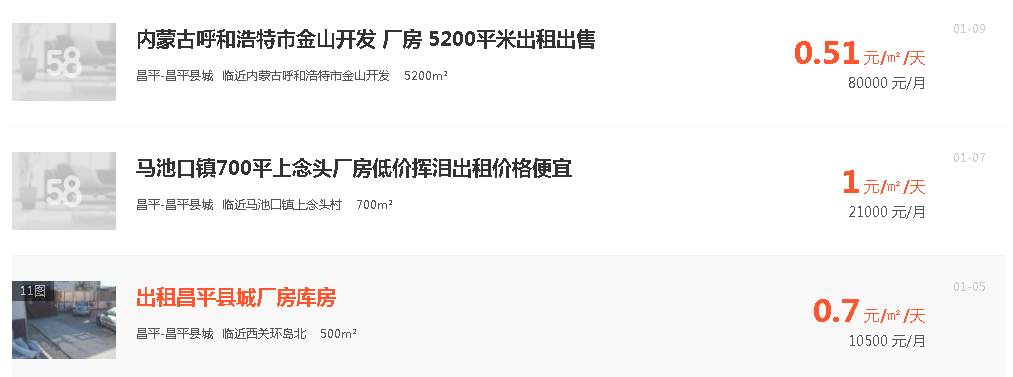 58
内蒙古呼和浩特市金山开发 厂房 5200平米出租出售
昌平-昌平县城 临近内蒙古呼和浩特市金山开发 5200m²
0.51 元/㎡/天
80000 元/月
01-09
58
马池口镇700平上念头厂房低价挥泪出租价格便宜
昌平-昌平县城 临近马池口镇上念头村 700m²
1 元/㎡/天
21000 元/月
01-07
11图
出租昌平县城厂房库房
昌平-昌平县城 临近西关环岛北 500m²
0.7 元/㎡/天
10500 元/月
01-05